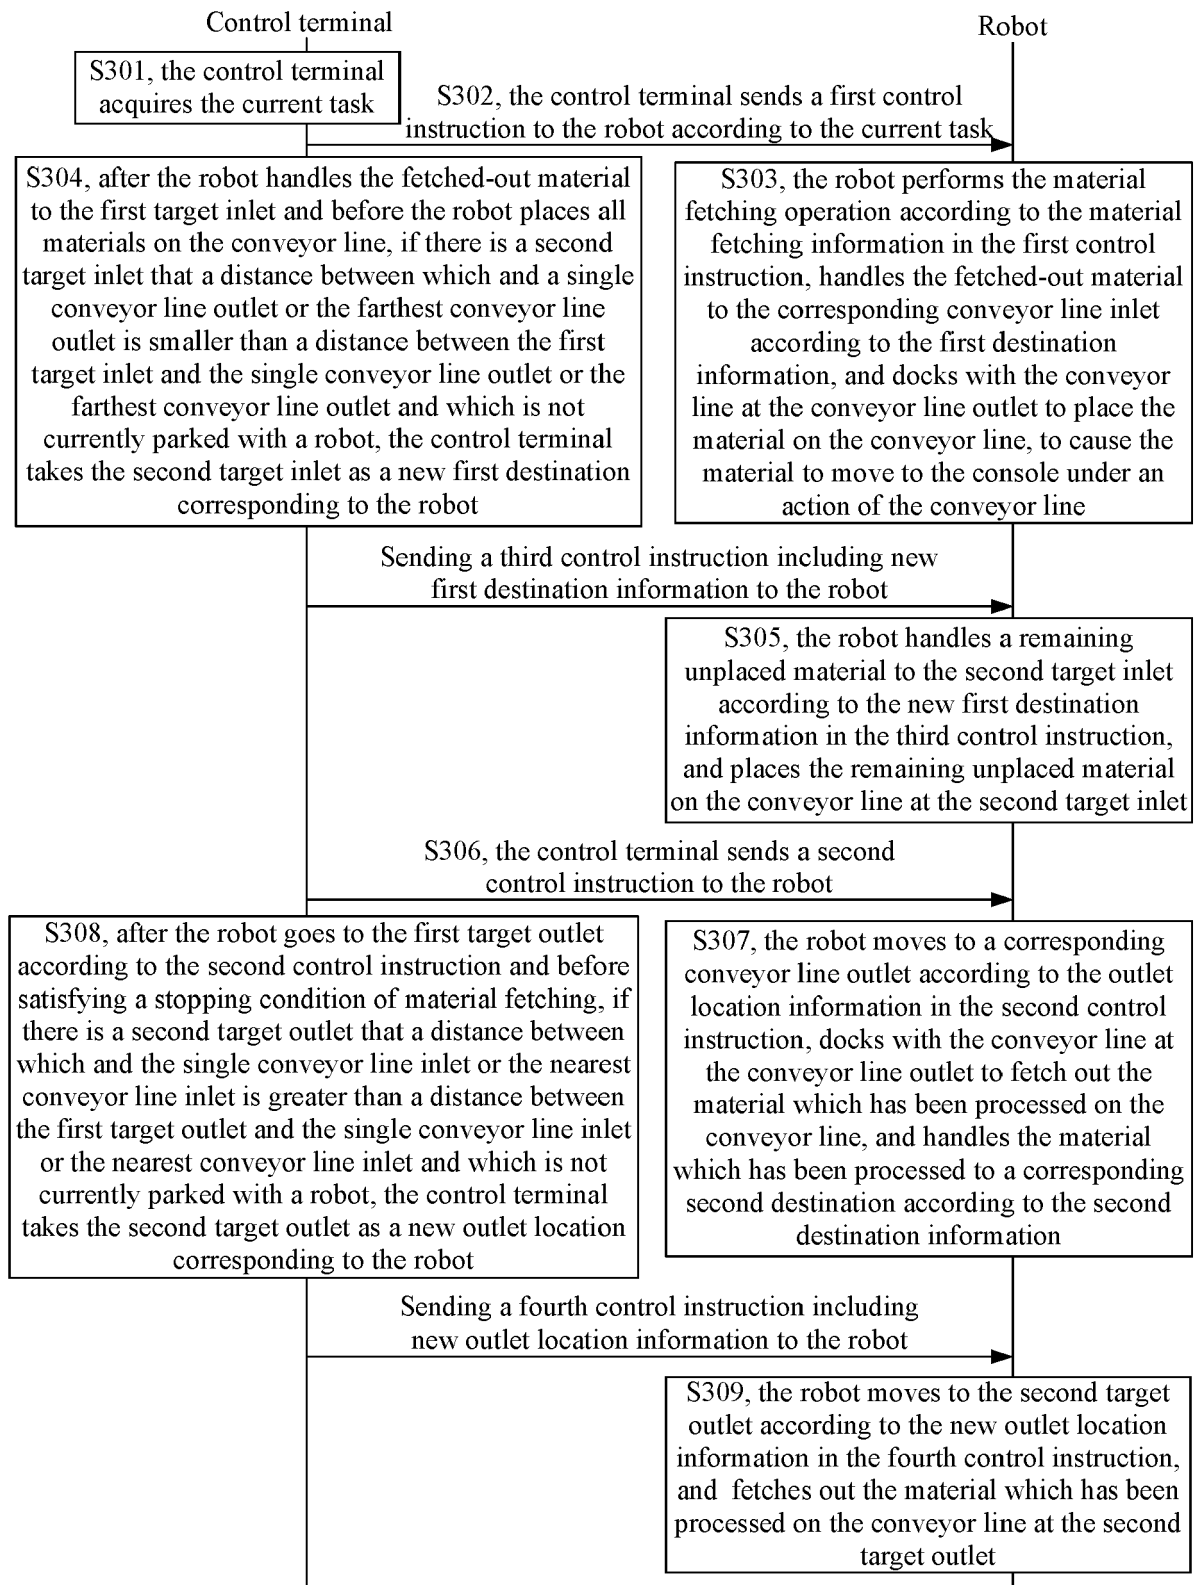 Control terminal
Robot
S301, the control terminal
acquires the current task
S302, the control terminal sends a first control
instruction to the robot according to the current task
S304, after the robot handles the fetched-out material
to the first target inlet and before the robot places all
materials on the conveyor line, if there is a second
target inlet that a distance between which and a single
conveyor line outlet or the farthest conveyor line
outlet is smaller than a distance between the first
target inlet and the single conveyor line outlet or the
farthest conveyor line outlet and which is not
currently parked with a robot, the control terminal
takes the second target inlet as a new first destination
corresponding to the robot
S303, the robot performs the material
fetching operation according to the material
fetching information in the first control
instruction, handles the fetched-out material
to the corresponding conveyor line inlet
according to the first destination
information, and docks with the conveyor
line at the conveyor line outlet to place the
material on the conveyor line, to cause the
material to move to the console under an
action of the conveyor line
Sending a third control instruction including new
first destination information to the robot
S305, the robot handles a remaining
unplaced material to the second target inlet
according to the new first destination
information in the third control instruction,
and places the remaining unplaced material
on the conveyor line at the second target inlet
S306, the control terminal sends a second
control instruction to the robot
S308, after the robot goes to the first target outlet
according to the second control instruction and before
satisfying a stopping condition of material fetching, if
there is a second target outlet that a distance between
which and the single conveyor line inlet or the nearest
conveyor line inlet is greater than a distance between
the first target outlet and the single conveyor line inlet
or the nearest conveyor line inlet and which is not
currently parked with a robot, the control terminal
takes the second target outlet as a new outlet location
corresponding to the robot
S307, the robot moves to a corresponding
conveyor line outlet according to the outlet
location information in the second control
instruction, docks with the conveyor line at
the conveyor line outlet to fetch out the
material which has been processed on the
conveyor line, and handles the material
which has been processed to a corresponding
second destination according to the second
destination information
Sending a fourth control instruction including
new outlet location information to the robot
S309, the robot moves to the second target
outlet according to the new outlet location
information in the fourth control instruction,
and  fetches out the material which has been
processed on the conveyor line at the second
target outlet